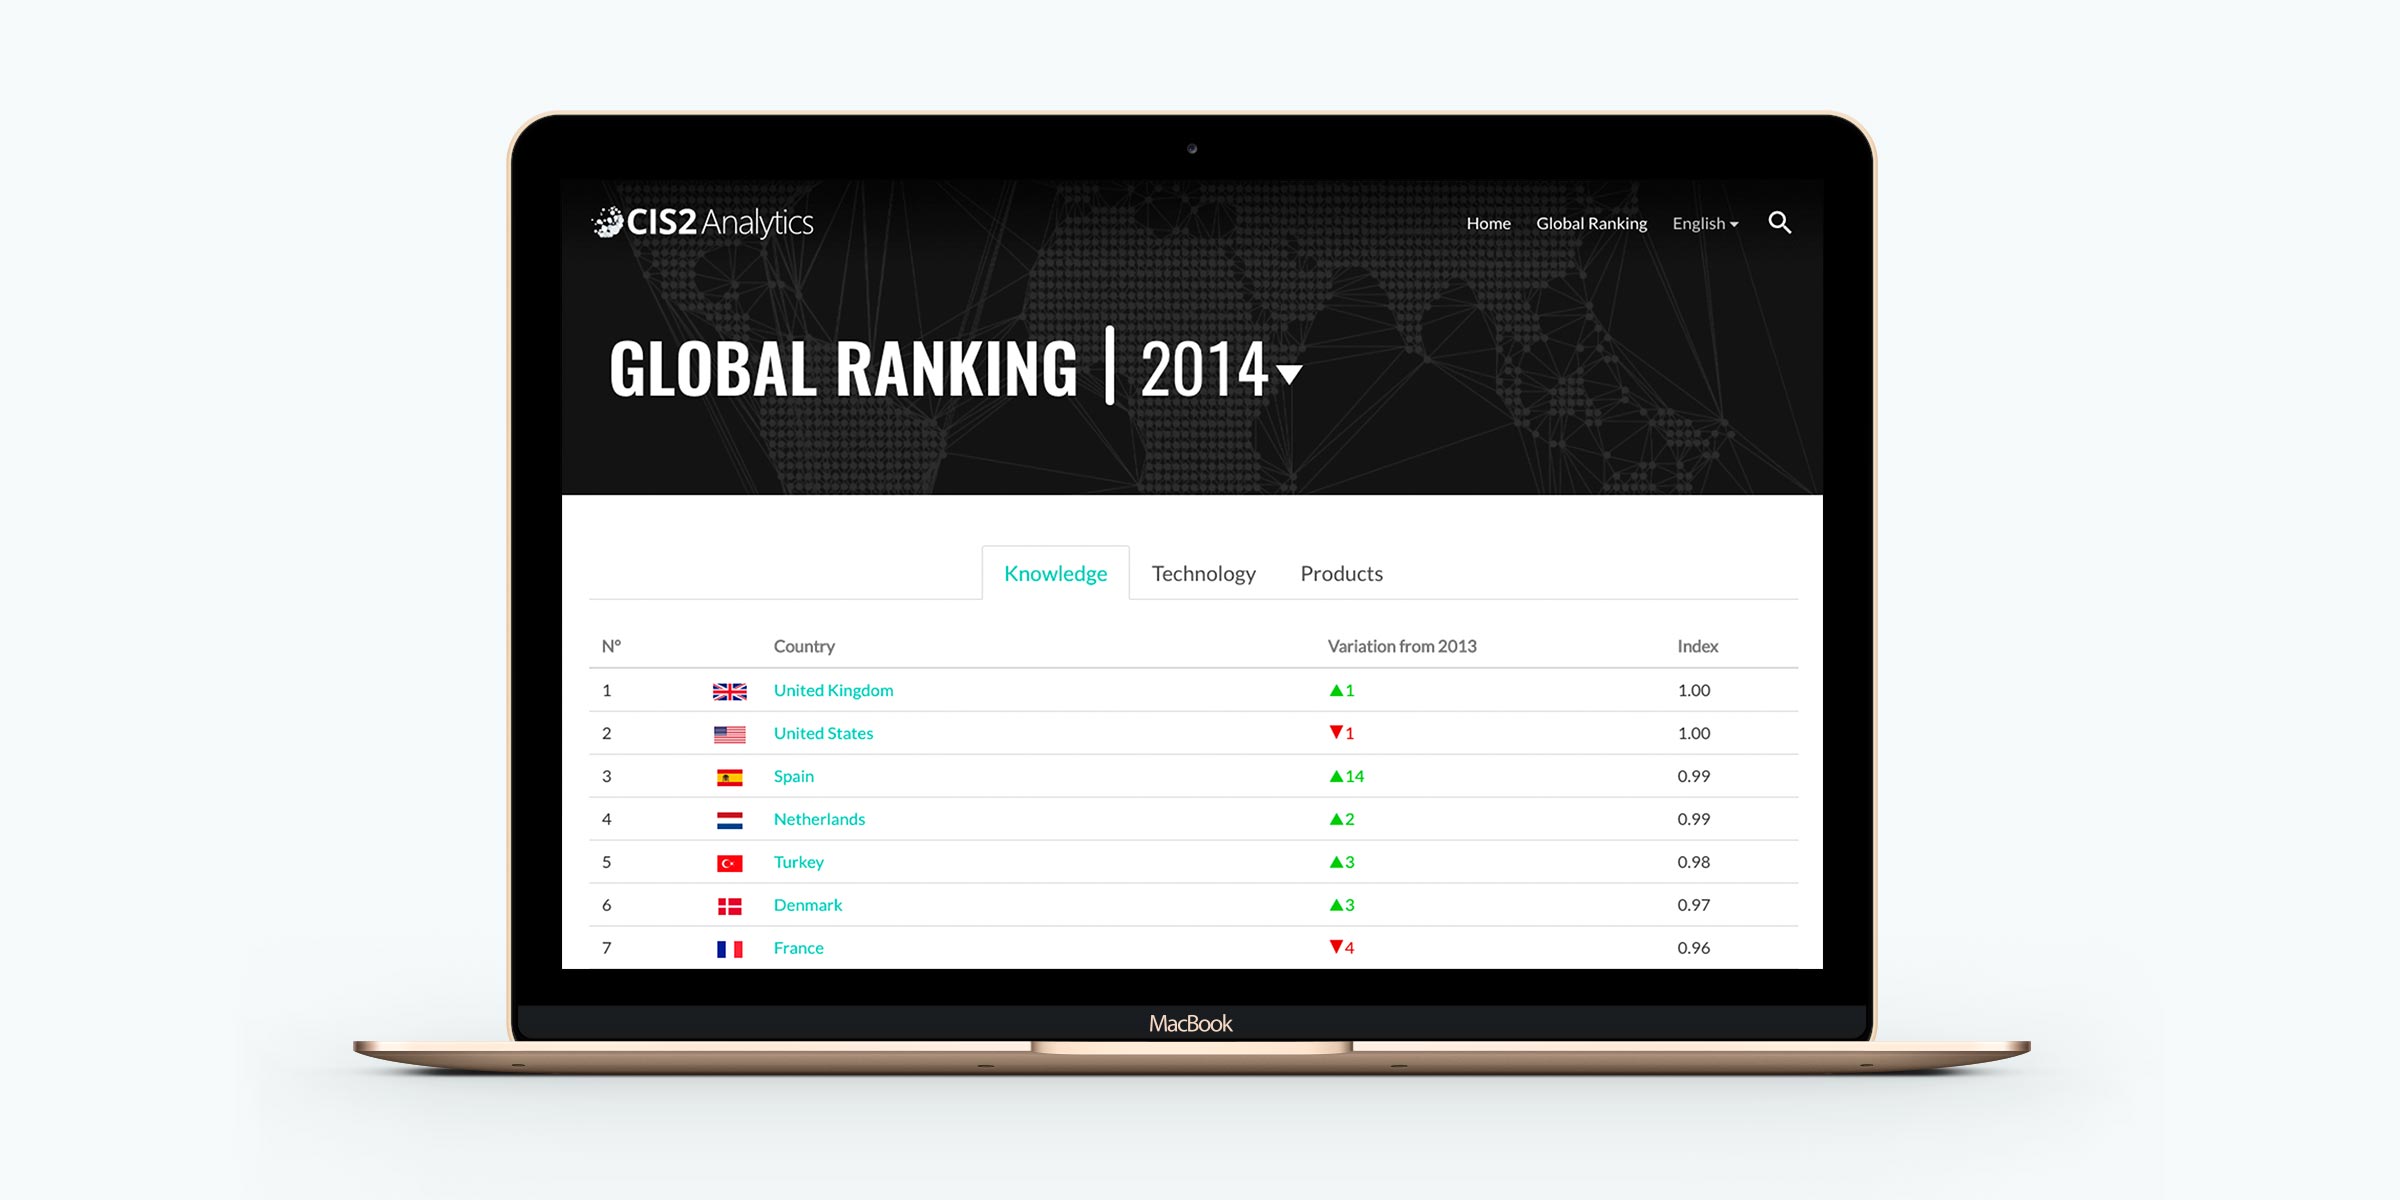 CIS2 Analytics
Home Global Ranking English
GLOBAL RANKING | 2014
Knowledge Technology Products
Nº Country Variation from 2013 Index
1 United Kingdom ▲1 1.00
2 United States ▼1 1.00
3 Spain ▲14 0.99
4 Netherlands ▲2 0.99
5 Turkey ▲3 0.98
6 Denmark ▲3 0.97
7 France ▼4 0.96
MacBook